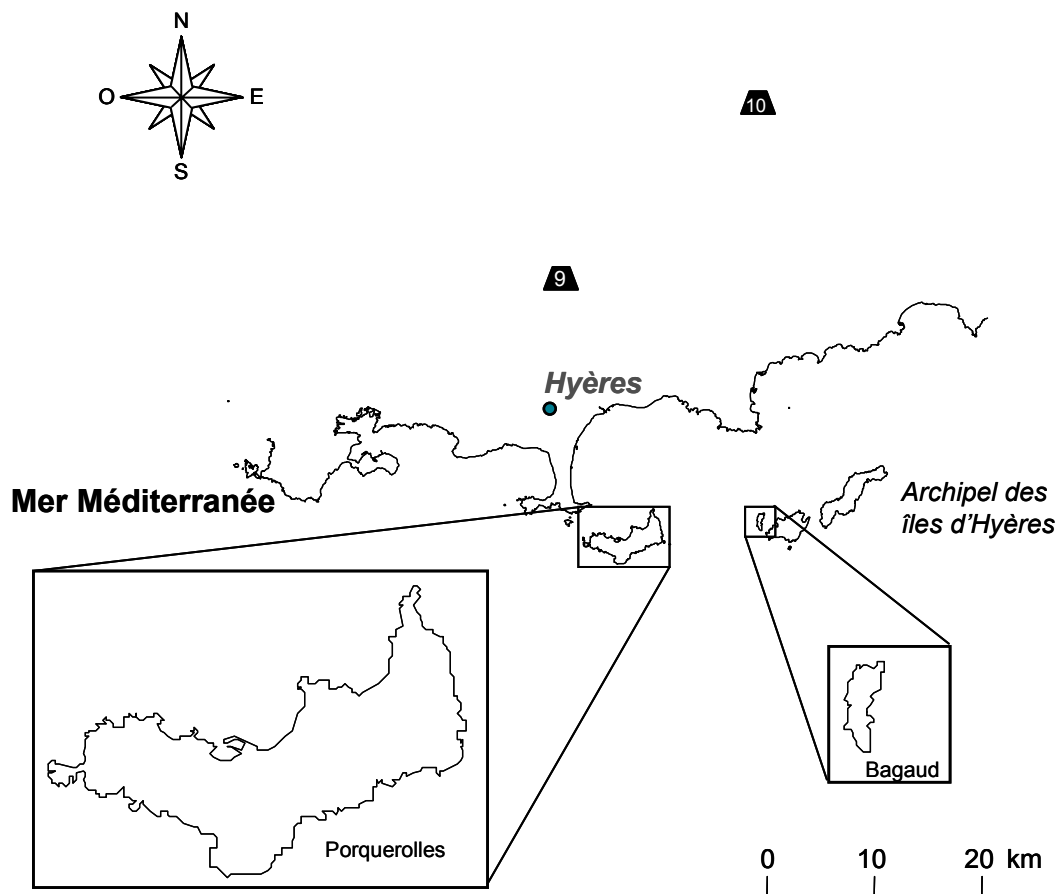 N
O E
S
10
9
Hyères
Mer Méditerranée
Archipel des
îles d'Hyères
Porquerolles
Bagaud
0 10 20 km